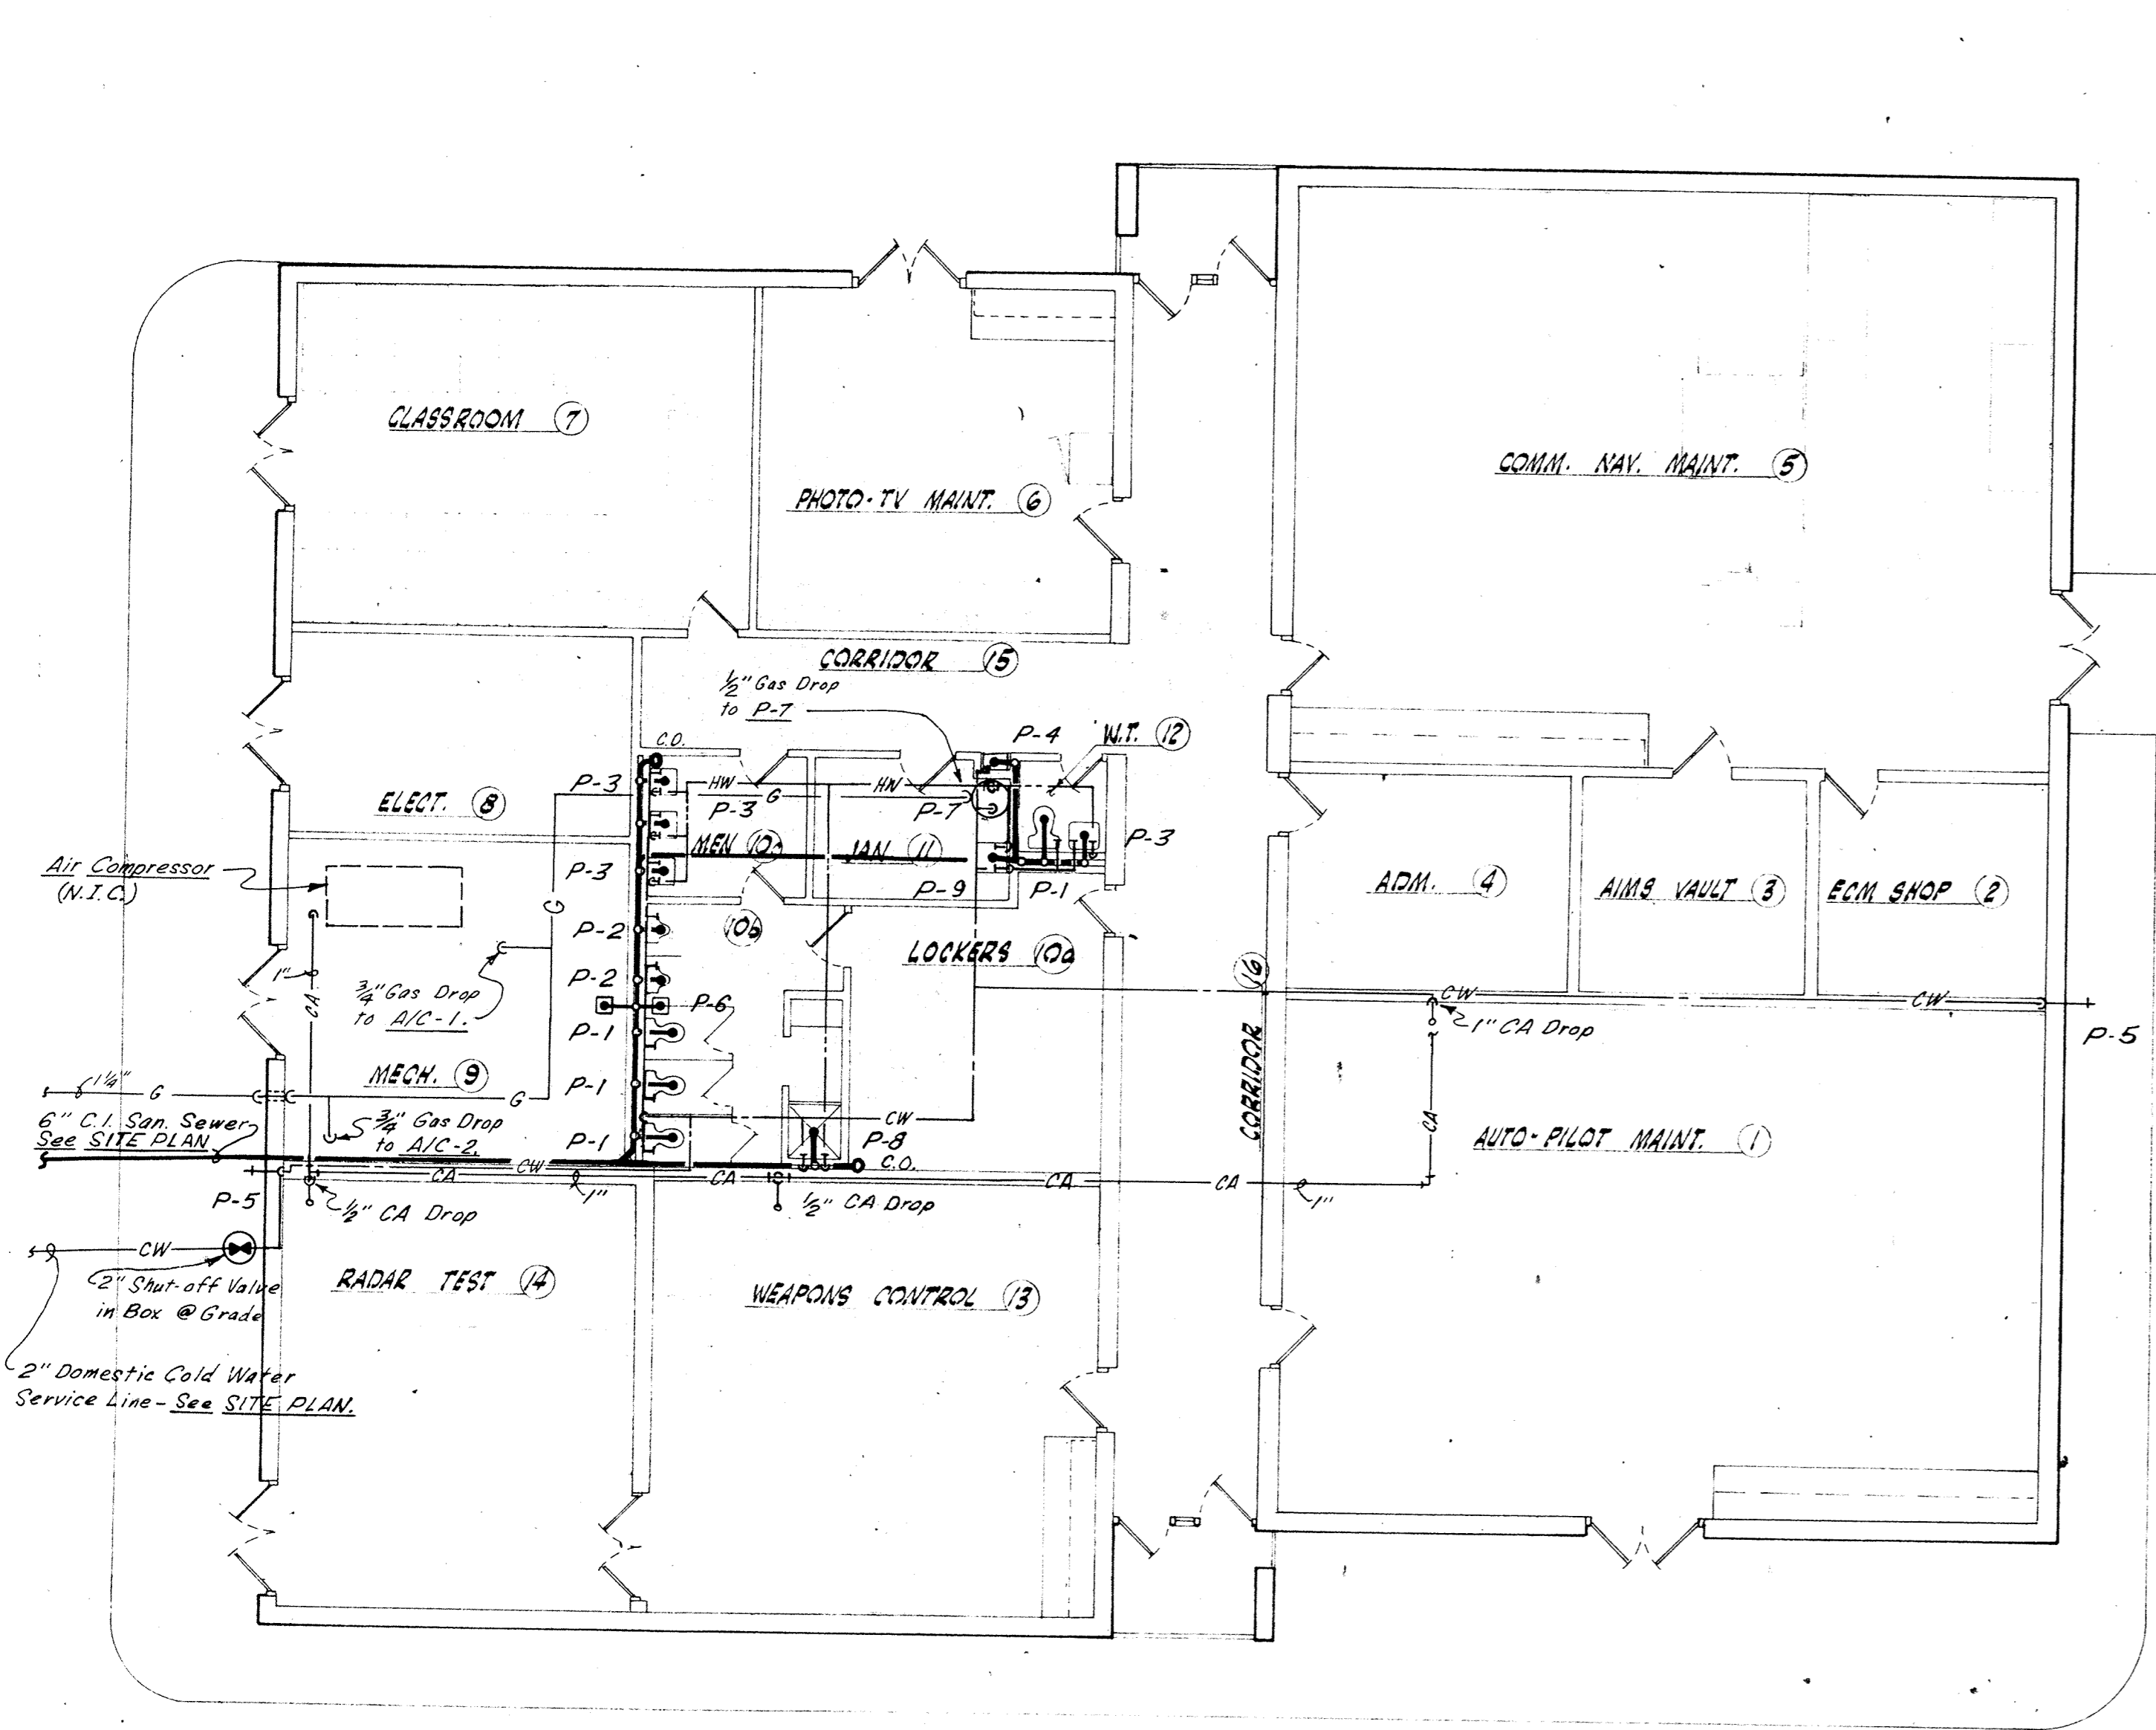 CLASSROOM 7
PHOTO-TV MAINT. 6
COMM. NAV. MAINT. 5
CORRIDOR 15
1/2" Gas Drop
to P-7
C.O.
P-4
W.T. 12
P-3
HW
HW
P-3
G
P-7
P-3
ELECT. 8
MEN 10c
JAN 11
P-3
P-9
P-1
Air Compressor
(N.I.C.)
G
ADM. 4
AIMS VAULT 3
ECM SHOP 2
P-2
10b
LOCKERS 10a
1"
CA
P-2
16
3/4" Gas Drop
to A/C-1.
P-6
CW
CW
P-1
1" CA Drop
P-5
MECH. 9
P-1
CORRIDOR
1 1/4"
G
G
6" C.I. San. Sewer
See SITE PLAN
3/4" Gas Drop
to A/C-2.
P-1
CW
P-8
C.O.
CA
AUTO-PILOT MAINT. 1
CW
CA
CA
CA
CA
P-5
1"
1"
1/2" CA Drop
1/2" CA Drop
CW
2" Shut-off Valve
in Box @ Grade
RADAR TEST 14
WEAPONS CONTROL 13
2" Domestic Cold Water
Service Line - See SITE PLAN.